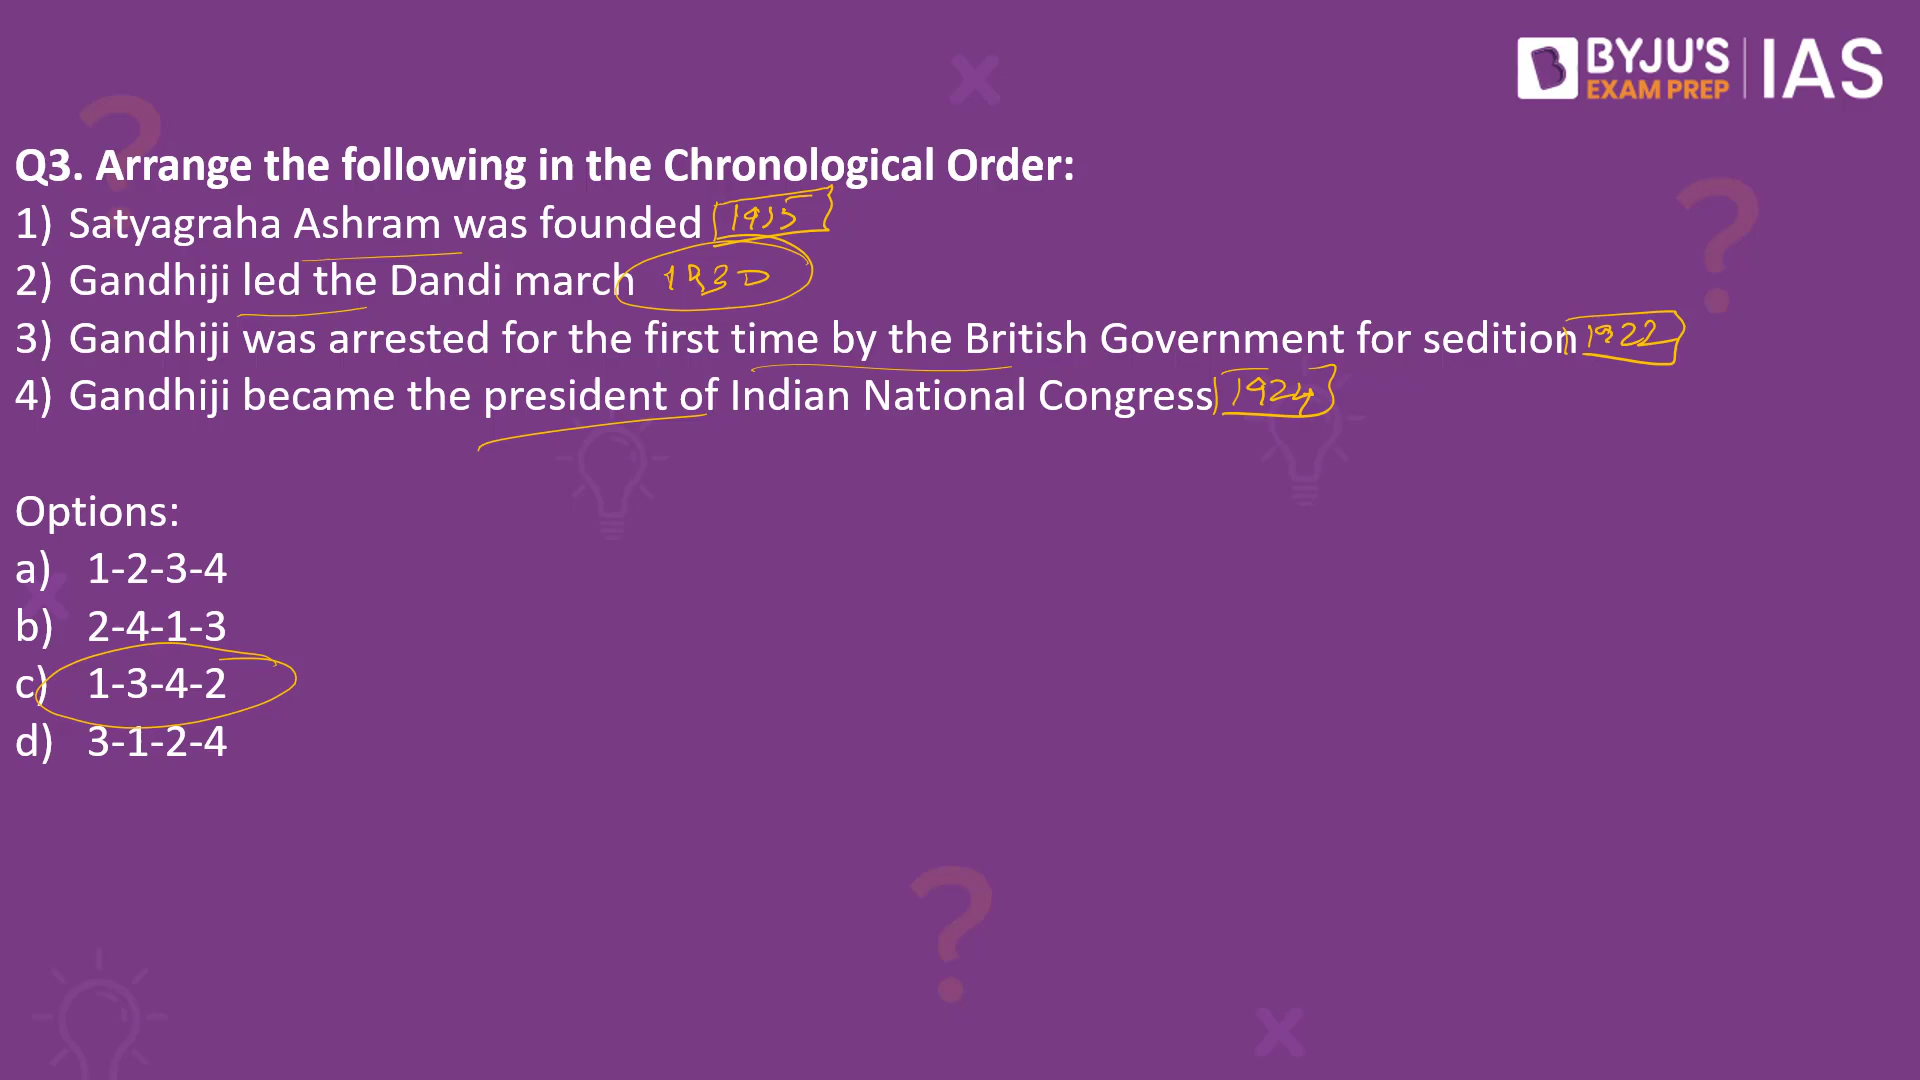 BYJU'S IAS
EXAM PREP
Q3. Arrange the following in the Chronological Order:
1) Satyagraha Ashram was founded 1915
2) Gandhiji led the Dandi march 1930
3) Gandhiji was arrested for the first time by the British Government for sedition 1922
4) Gandhiji became the president of Indian National Congress 1924
Options:
a) 1-2-3-4
b) 2-4-1-3
c) 1-3-4-2
d) 3-1-2-4